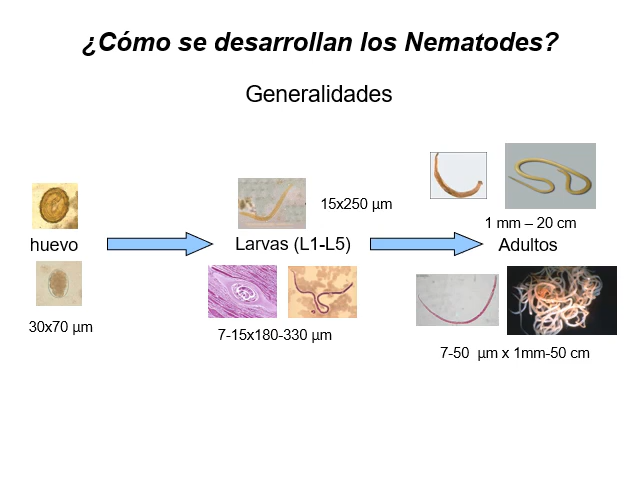 ¿Cómo se desarrollan los Nematodes?
Generalidades
15x250 µm
1 mm – 20 cm
huevo
Larvas (L1-L5)
Adultos
30x70 µm
7-15x180-330 µm
7-50 µm x 1mm-50 cm